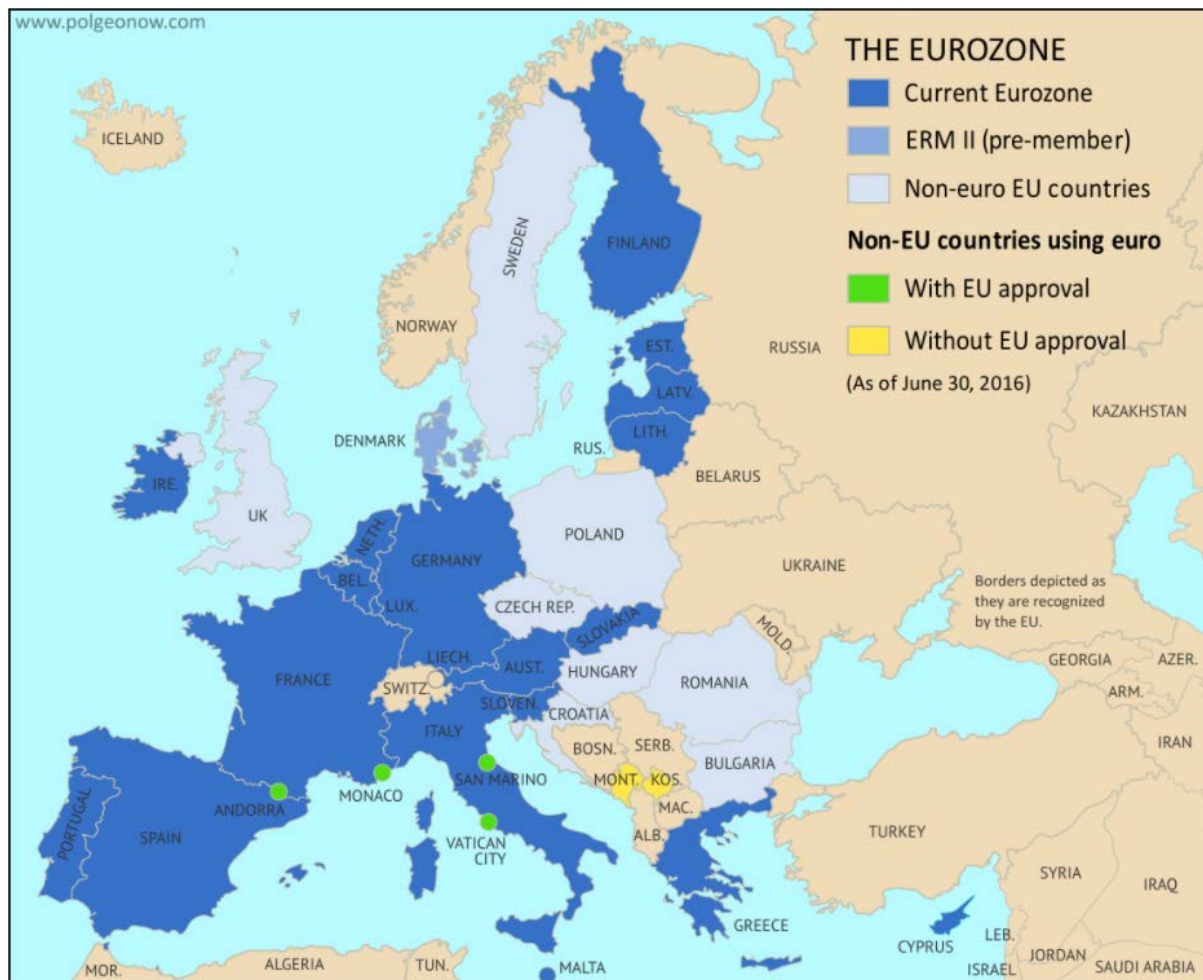 www.polgeonow.com
THE EUROZONE
Current Eurozone
ERM II (pre-member)
Non-euro EU countries
Non-EU countries using euro
With EU approval
Without EU approval
(As of June 30, 2016)
ICELAND
FINLAND
SWEDEN
NORWAY
RUSSIA
EST.
LATV.
LITH.
KAZAKHSTAN
DENMARK
RUS.
BELARUS
IRE.
UK
NETH.
POLAND
GERMANY
BEL.
UKRAINE
LUX.
CZECH REP.
Borders depicted as
they are recognized
by the EU.
SLOVAKIA
MOLD.
LIECH.
AUST.
HUNGARY
GEORGIA
AZER.
FRANCE
SWITZ.
ROMANIA
SLOVEN.
ARM.
CROATIA
ITALY
BOSN.
SERB.
IRAN
BULGARIA
SAN MARINO
MONT.
KOS.
MONACO
ANDORRA
MAC.
PORTUGAL
SPAIN
VATICAN
CITY
ALB.
TURKEY
SYRIA
IRAQ
GREECE
CYPRUS
LEB.
JORDAN
MOR.
ALGERIA
TUN.
MALTA
ISRAEL
SAUDI ARABIA